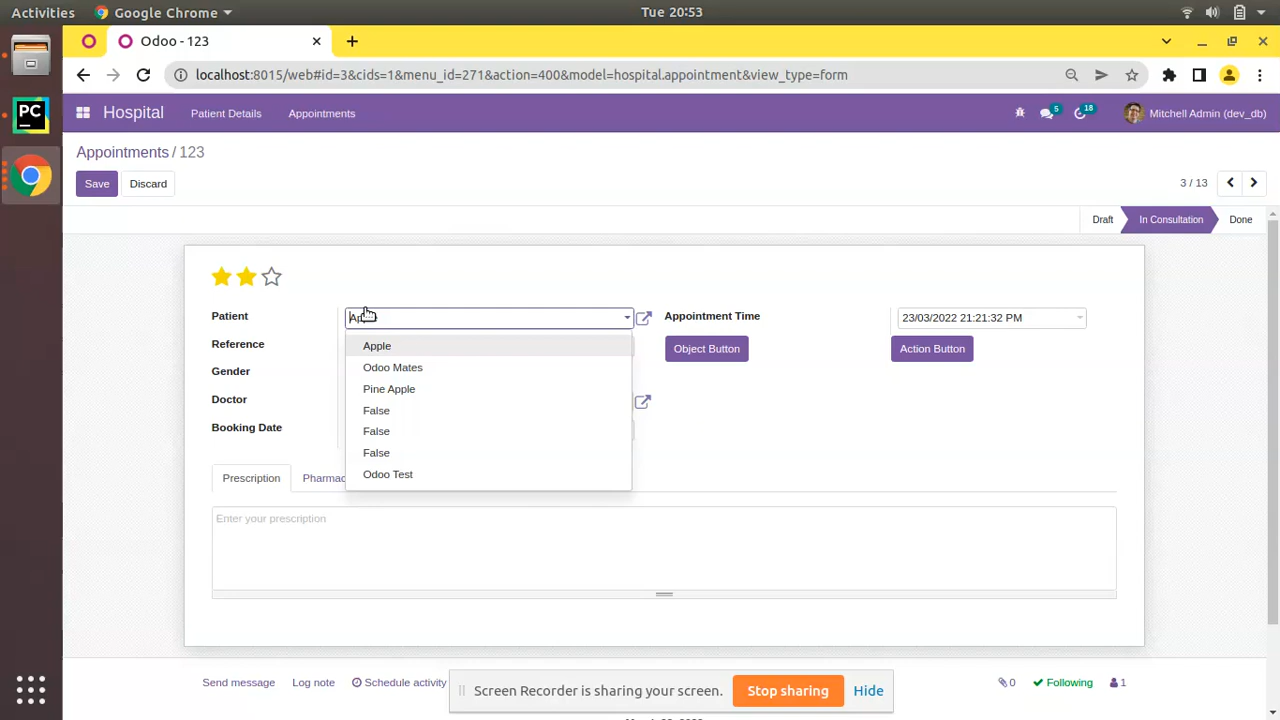 Activities Google Chrome Tue 20:53
Odoo - 123
localhost:8015/web#id=3&cids=1&menu_id=271&action=400&model=hospital.appointment&view_type=form
Hospital Patient Details Appointments 5 18 Mitchell Admin (dev_db)
Appointments / 123
Save Discard 3 / 13
Draft In Consultation Done
Patient Appointment Time 23/03/2022 21:21:32 PM
Apple
Reference Object Button Action Button
Odoo Mates
Gender
Pine Apple
Doctor
False
Booking Date
False
False
Odoo Test
Prescription Pharmac
Enter your prescription
Send message Log note Schedule activity 0 Following 1
PC
Screen Recorder is sharing your screen. Stop sharing Hide